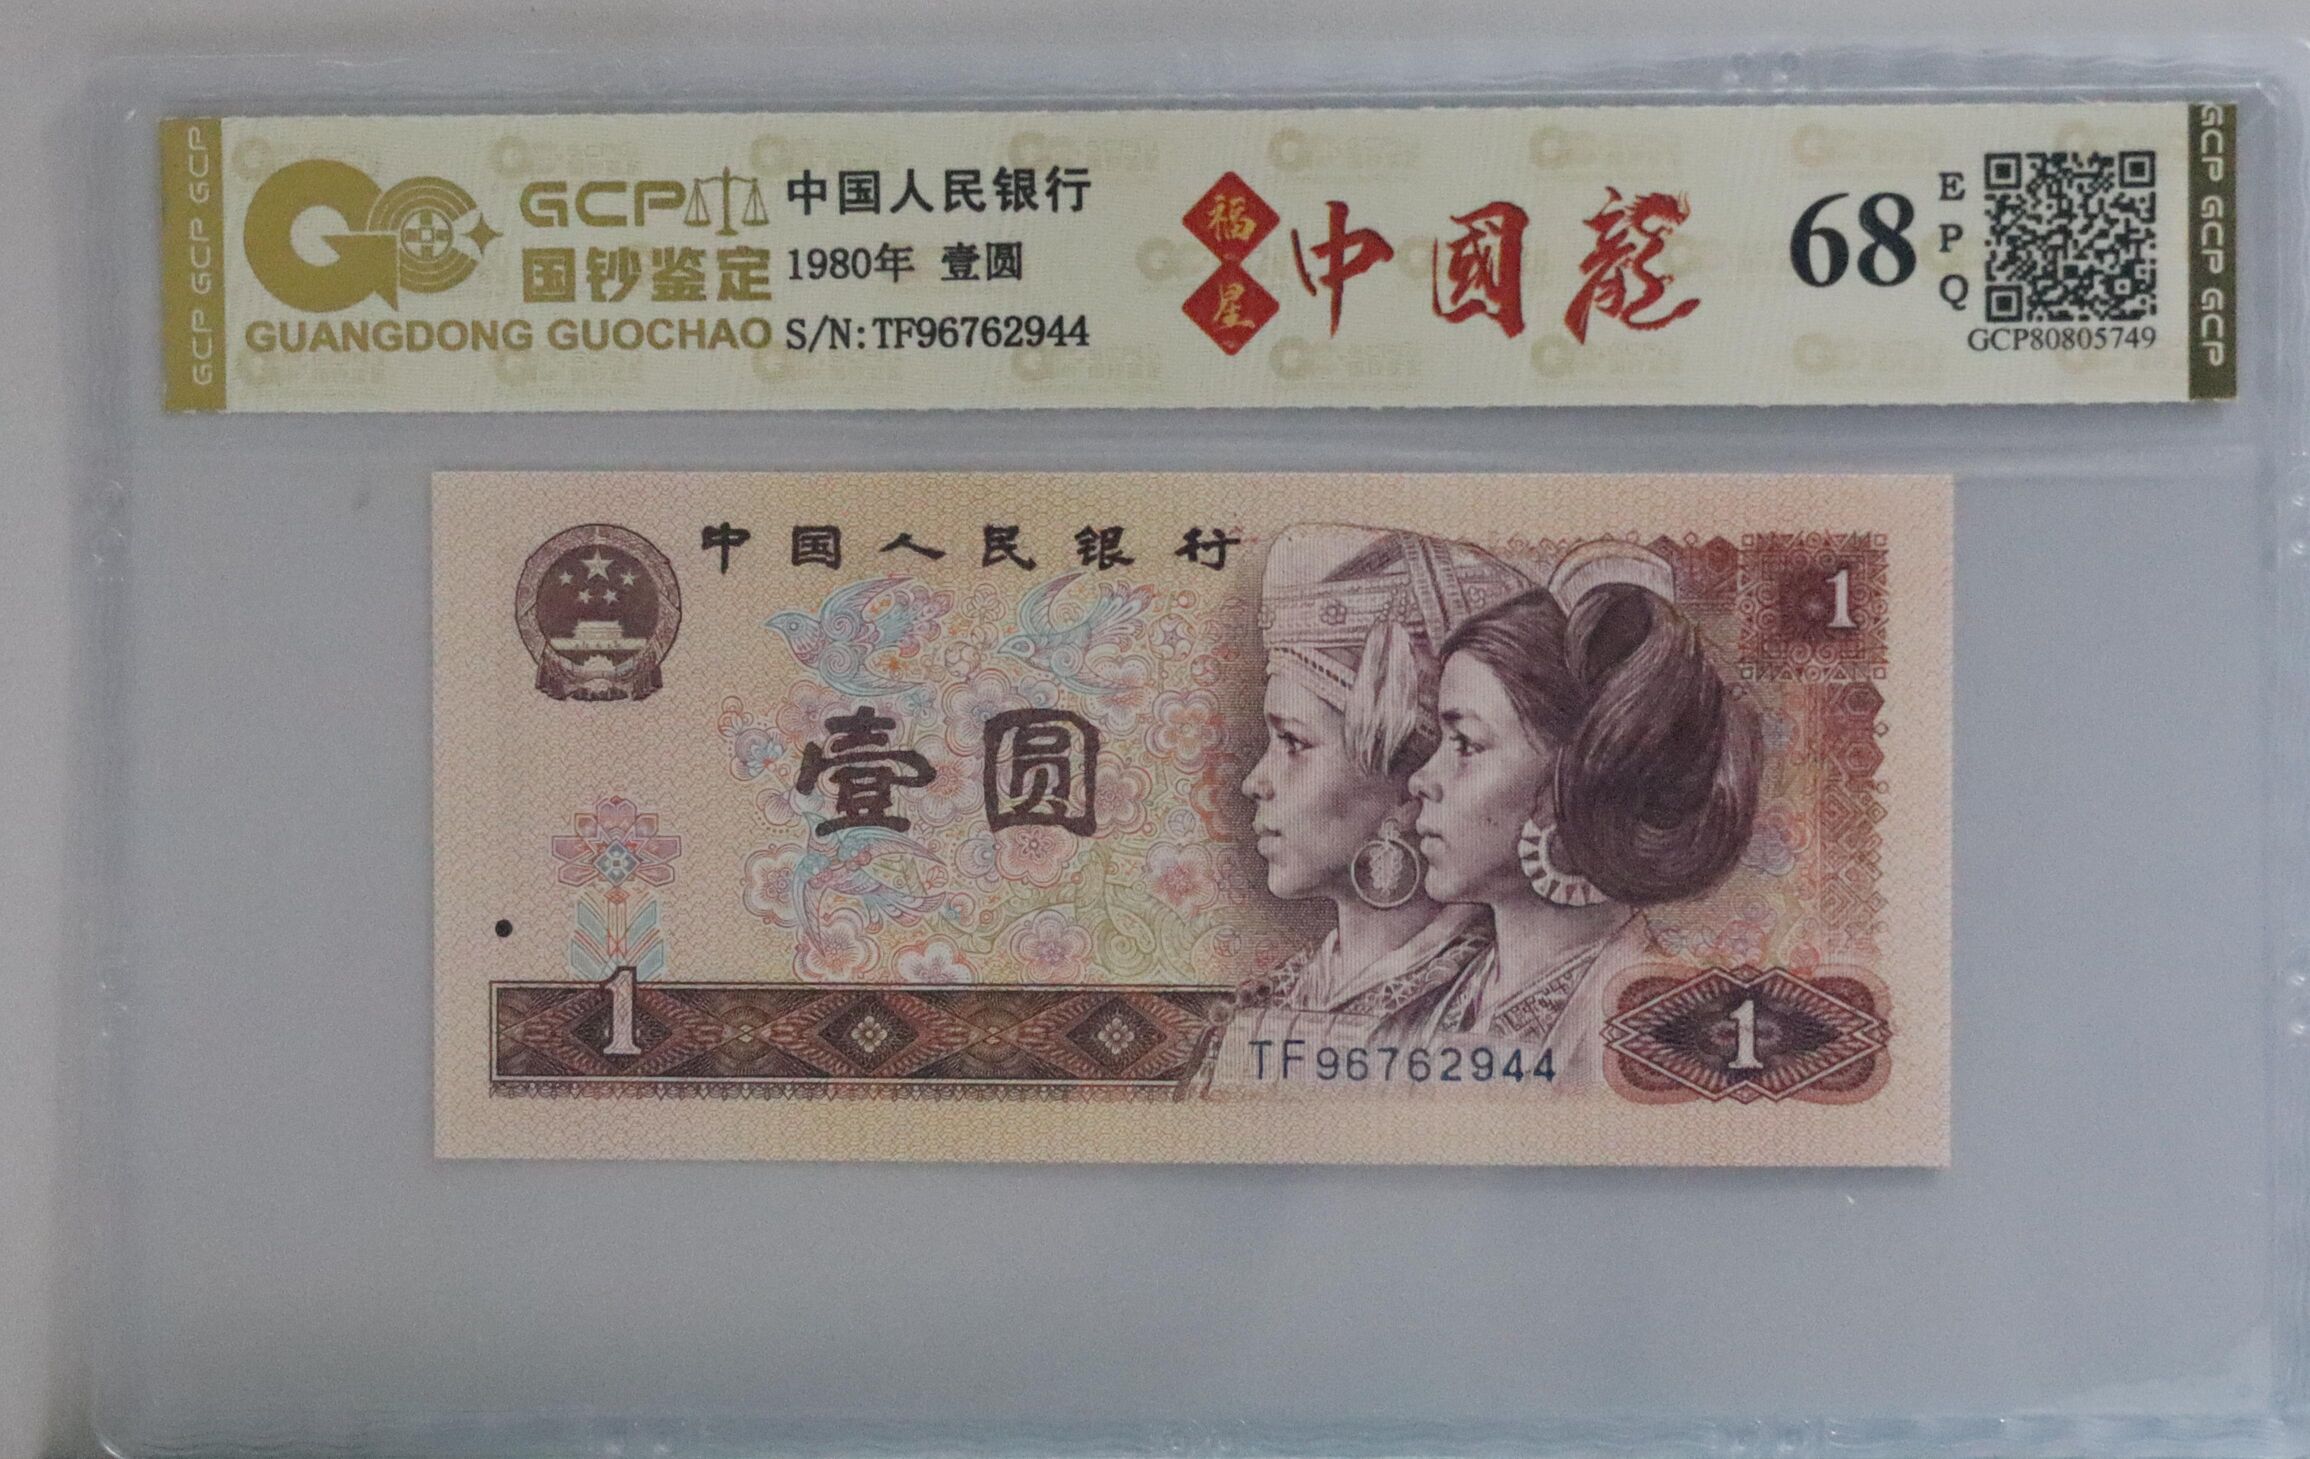 GCP GCP GCP
GCP
国钞鉴定
GUANGDONG GUOCHAO
中国人民银行
1980年 壹圆
S/N:TF96762944
福星
中國龍
68
EPQ
GCP80805749
GCP GCP GCP
中国人民银行
1
壹圆
1
TF96762944
1